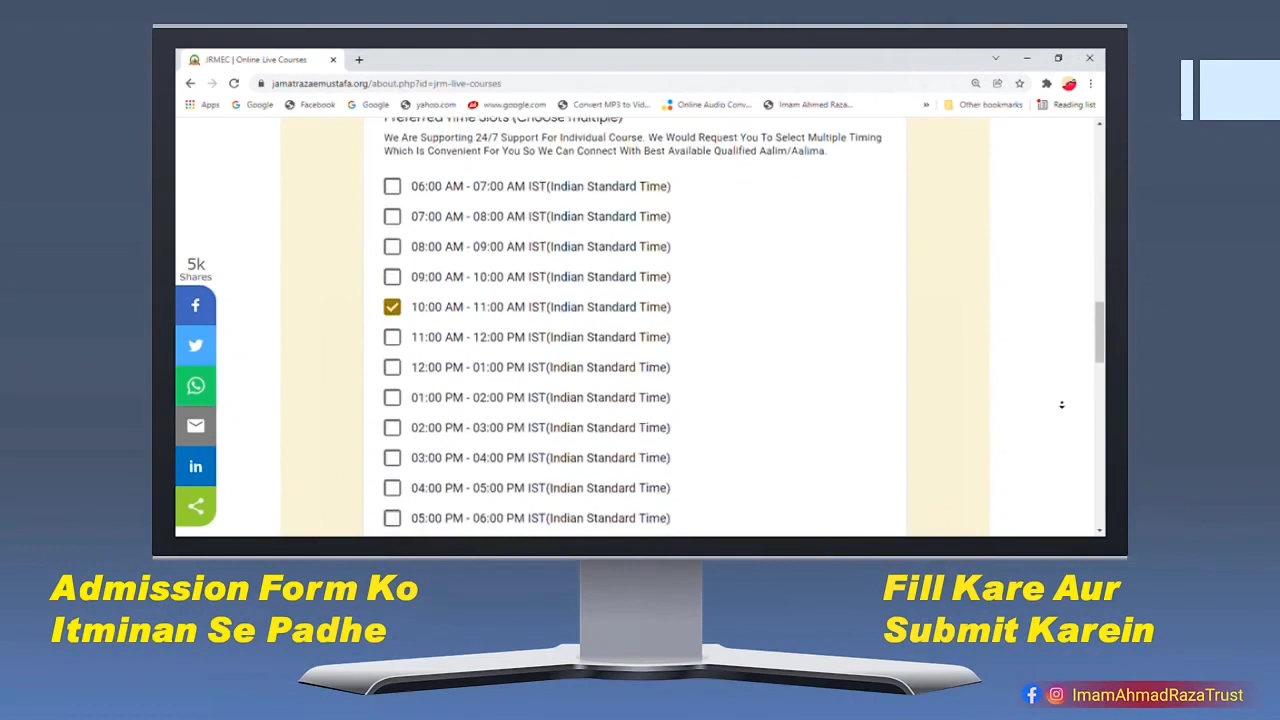 JRMEC | Online Live Courses
jamatrazaemustafa.org/about.php?id=jrm-live-courses
Apps Google Facebook Google yahoo.com www.google.com Convert MP3 to Vid... Online Audio Conv... Imam Ahmed Raza... » Other bookmarks Reading list
Preferred Time Slots (Choose multiple)
We Are Supporting 24/7 Support For Individual Course. We Would Request You To Select Multiple Timing
Which Is Convenient For You So We Can Connect With Best Available Qualified Aalim/Aalima.
06:00 AM - 07:00 AM IST(Indian Standard Time)
07:00 AM - 08:00 AM IST(Indian Standard Time)
08:00 AM - 09:00 AM IST(Indian Standard Time)
09:00 AM - 10:00 AM IST(Indian Standard Time)
10:00 AM - 11:00 AM IST(Indian Standard Time)
11:00 AM - 12:00 PM IST(Indian Standard Time)
12:00 PM - 01:00 PM IST(Indian Standard Time)
01:00 PM - 02:00 PM IST(Indian Standard Time)
02:00 PM - 03:00 PM IST(Indian Standard Time)
03:00 PM - 04:00 PM IST(Indian Standard Time)
04:00 PM - 05:00 PM IST(Indian Standard Time)
05:00 PM - 06:00 PM IST(Indian Standard Time)
5k
Shares
Admission Form Ko
Itminan Se Padhe
Fill Kare Aur
Submit Karein
ImamAhmadRazaTrust